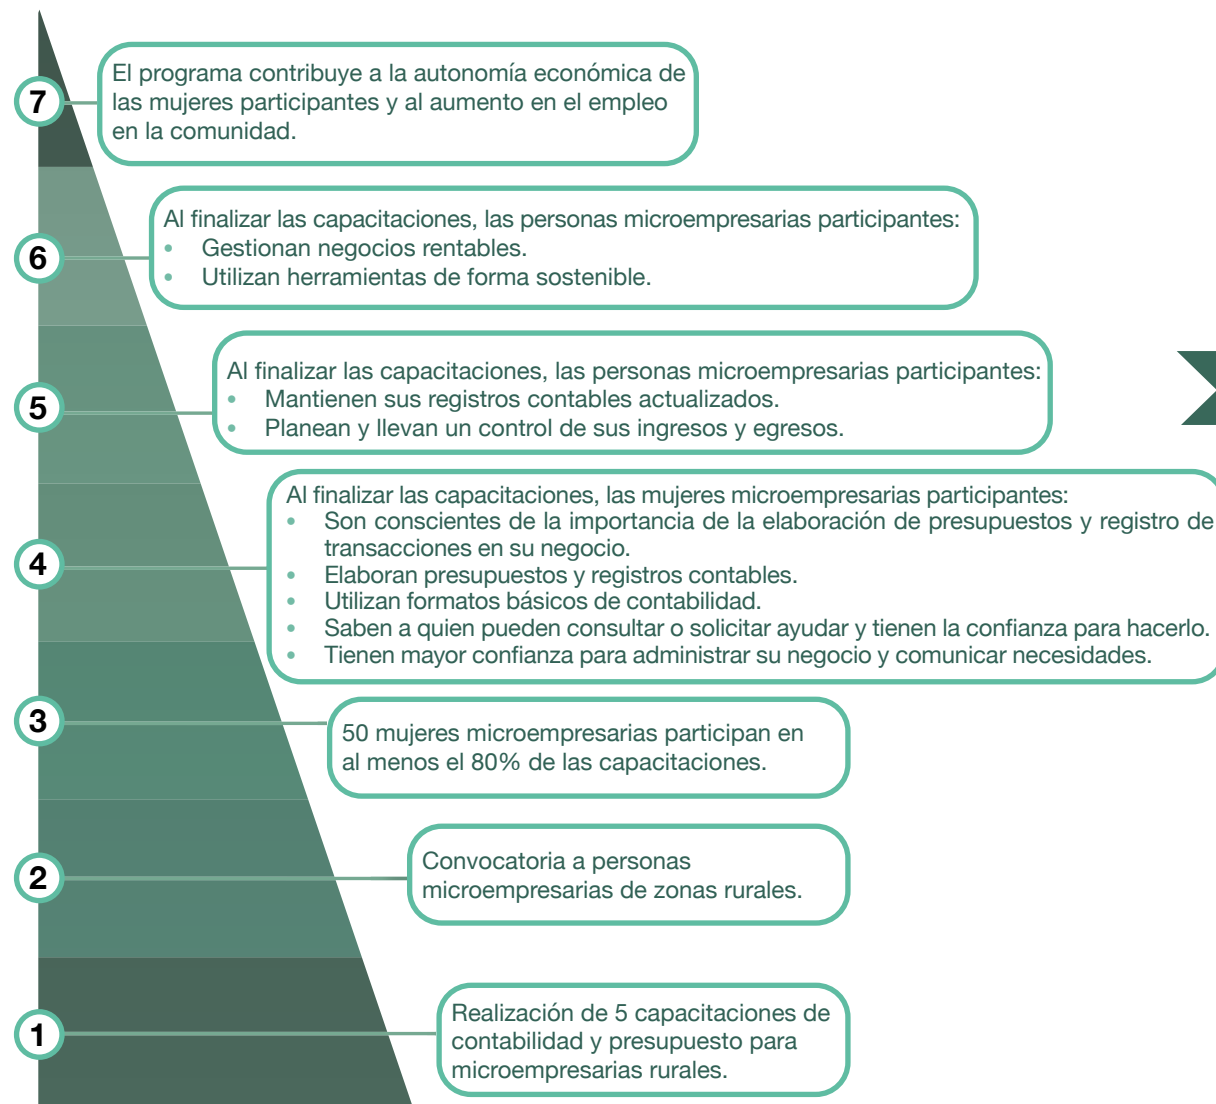 7
El programa contribuye a la autonomía económica de
las mujeres participantes y al aumento en el empleo
en la comunidad.
6
Al finalizar las capacitaciones, las personas microempresarias participantes:
• Gestionan negocios rentables.
• Utilizan herramientas de forma sostenible.
5
Al finalizar las capacitaciones, las personas microempresarias participantes:
• Mantienen sus registros contables actualizados.
• Planean y llevan un control de sus ingresos y egresos.
4
Al finalizar las capacitaciones, las mujeres microempresarias participantes:
• Son conscientes de la importancia de la elaboración de presupuestos y registro de
transacciones en su negocio.
• Elaboran presupuestos y registros contables.
• Utilizan formatos básicos de contabilidad.
• Saben a quien pueden consultar o solicitar ayudar y tienen la confianza para hacerlo.
• Tienen mayor confianza para administrar su negocio y comunicar necesidades.
3
50 mujeres microempresarias participan en
al menos el 80% de las capacitaciones.
2
Convocatoria a personas
microempresarias de zonas rurales.
1
Realización de 5 capacitaciones de
contabilidad y presupuesto para
microempresarias rurales.